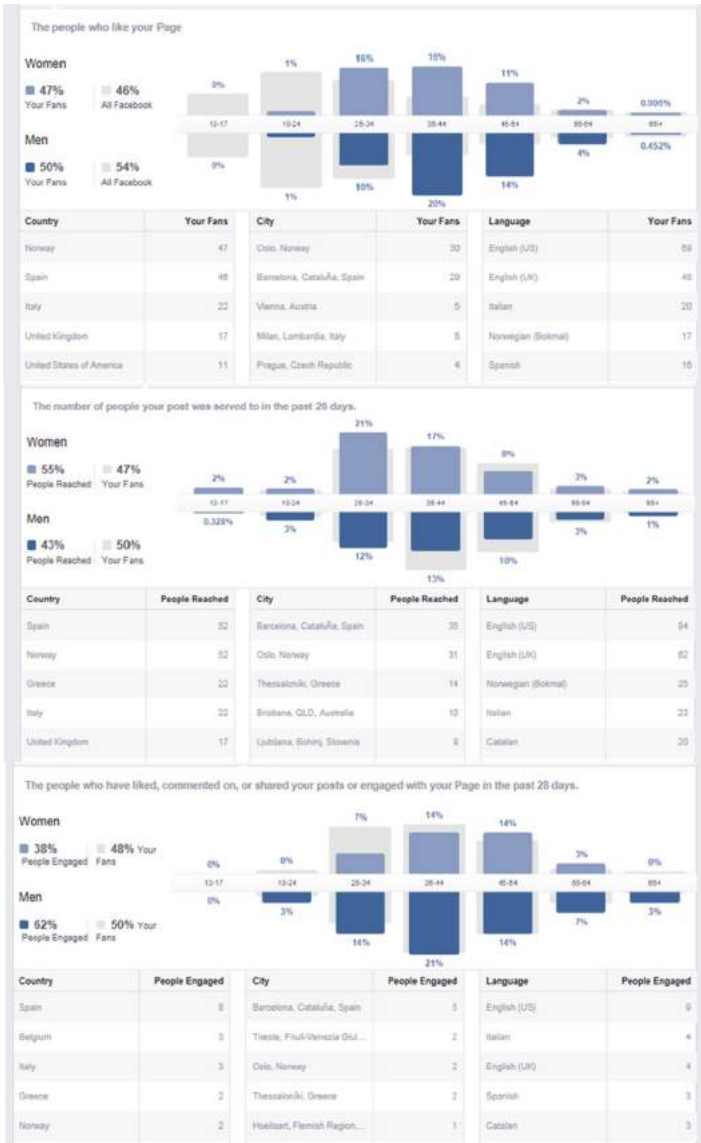 The people who like your Page
Women
47% 46%
Your Fans All Facebook
0% 1% 16% 18% 11% 2% 0.905%
13-17 18-24 25-34 35-44 45-54 55-64 65+
Men
50% 54%
Your Fans All Facebook
0% 1% 10% 20% 14% 4% 0.452%
Country Your Fans City Your Fans Language Your Fans
Norway 47 Oslo, Norway English (US)
Spain Barcelona, Cataluña, Spain 29 English (UK)
Italy 22 Vienna, Austria 5 Italian 20
United Kingdom 17 Milan, Lombardia, Italy 5 Norwegian (Bokmal) 17
United States of America 11 Prague, Czech Republic 4 Spanish 16
The number of people your post was served to in the past 28 days.
Women
55% 47%
People Reached Your Fans
2% 2% 21% 17% 8% 3% 2%
13-17 18-24 25-34 35-44 45-54 55-64 65+
Men
43% 50%
People Reached Your Fans
0.328% 3% 12% 13% 10% 3% 1%
Country People Reached City People Reached Language People Reached
Spain 52 Barcelona, Cataluña, Spain 35 English (US)
Norway 52 Oslo, Norway 31 English (UK)
Greece 22 Thessaloníki, Greece 14 Norwegian (Bokmal)
Italy 22 Brisbane, QLD, Australia 10 Italian 23
United Kingdom 17 Ljubljana, Bohinj, Slovenia 9 Catalan 20
The people who have liked, commented on, or shared your posts or engaged with your Page in the past 28 days.
Women
38% 48% Your
People Engaged Fans
0% 0% 7% 14% 14% 3% 0%
13-17 18-24 25-34 35-44 45-54 55-64 65+
Men
62% 50% Your
People Engaged Fans
0% 3% 14% 21% 14% 7% 3%
Country People Engaged City People Engaged Language People Engaged
Spain Barcelona, Cataluña, Spain 5 English (US) 9
Belgium 3 Trieste, Friuli-Venezia Giul... 2 Italian 4
Italy 3 Oslo, Norway 2 English (UK) 4
Greece 2 Thessaloníki, Greece 2 Spanish 3
Norway 2 Hoeilaart, Flemish Region,... 1 Catalan 3